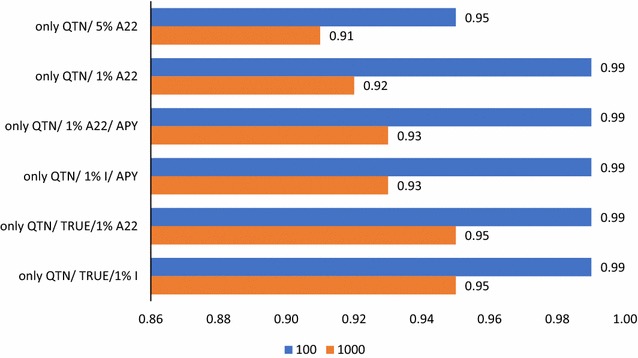 only QTN/ 5% A22
0.95
0.91
only QTN/ 1% A22
0.99
0.92
only QTN/ 1% A22/ APY
0.99
0.93
only QTN/ 1% I/ APY
0.99
0.93
only QTN/ TRUE/1% A22
0.99
0.95
only QTN/ TRUE/1% I
0.99
0.95
0.86 0.88 0.90 0.92 0.94 0.96 0.98 1.00
100 1000